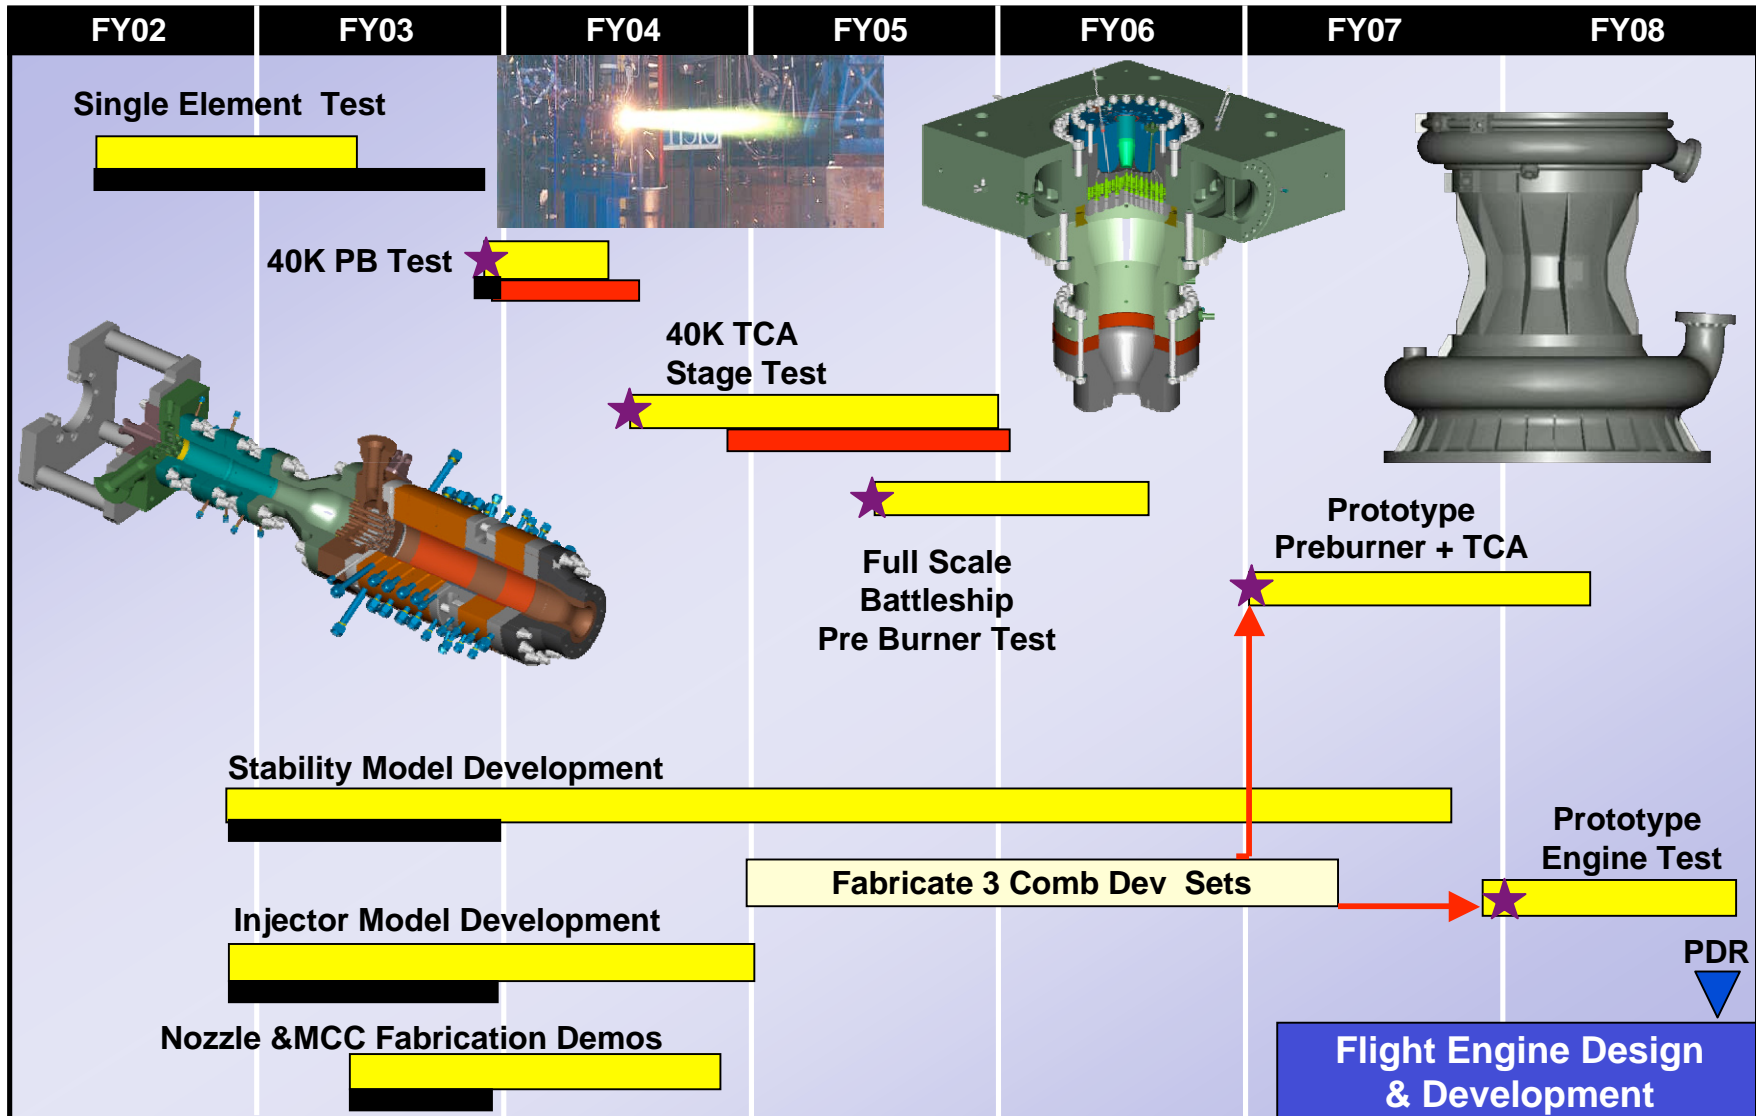 FY02 FY03 FY04 FY05 FY06 FY07 FY08
Single Element Test
40K PB Test
40K TCA
Stage Test
Full Scale
Battleship
Pre Burner Test
Prototype
Preburner + TCA
Stability Model Development
Prototype
Engine Test
Fabricate 3 Comb Dev Sets
Injector Model Development
PDR
Nozzle &MCC Fabrication Demos
Flight Engine Design
& Development